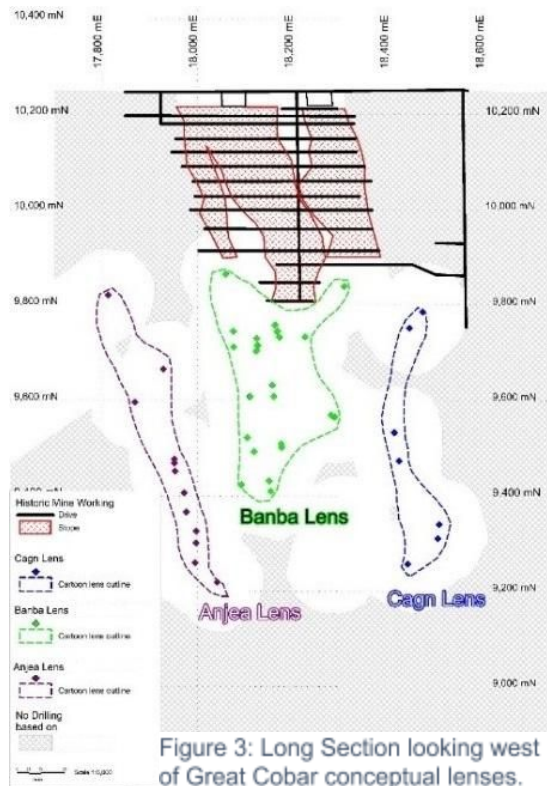 10,400 mN
17,800 mE
18,000 mE
18,200 mE
18,400 mE
18,600 mE
10,200 mN
10,200 mN
10,000 mN
10,000 mN
9,800 mN
9,800 mN
9,600 mN
9,600 mN
9,400 mN
9,400 mN
Banba Lens
9,200 mN
Anjea Lens
Cagn Lens
9,000 mN
Historic Mine Working
Drive
Stope
Cagn Lens
Cartoon lens outline
Banba Lens
Cartoon lens outline
Anjea Lens
Cartoon lens outline
No Drilling
based on
Scale
Figure 3: Long Section looking west
of Great Cobar conceptual lenses.